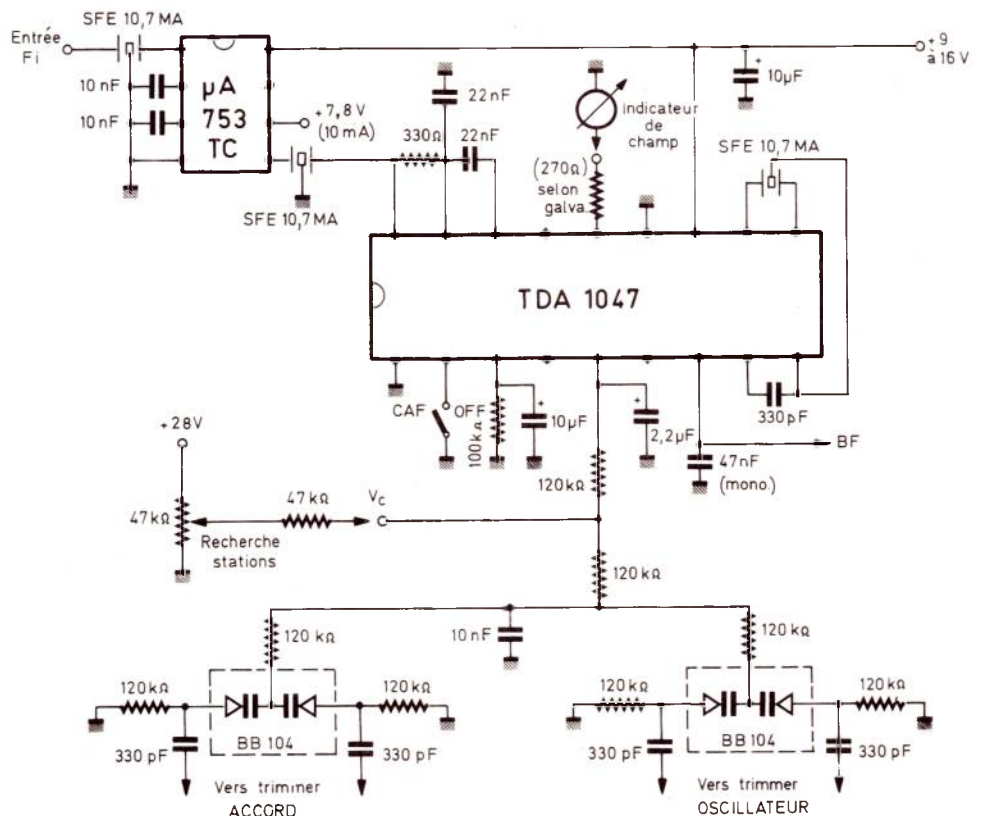 SFE 10,7 MA
Entrée
Fi
10 nF
10 nF
µA
753
TC
+7,8 V
(10 mA)
SFE 10,7 MA
22 nF
330Ω
22 nF
Indicateur
de
champ
(270Ω)
selon
galva.
10µF
+
+9
à 16 V
SFE 10,7 MA
TDA 1047
CAF
OFF
100kΩ
+
10µF
+
2,2µF
330 pF
BF
47nF
(mono.)
120kΩ
+28V
47kΩ
47kΩ
Vc
Recherche
stations
120 kΩ
10 nF
120 kΩ
120 kΩ
120kΩ
120kΩ
BB 104
330 pF
330 pF
Vers trimmer
ACCORD
120kΩ
120kΩ
BB 104
330 pF
330 pF
Vers trimmer
OSCILLATEUR